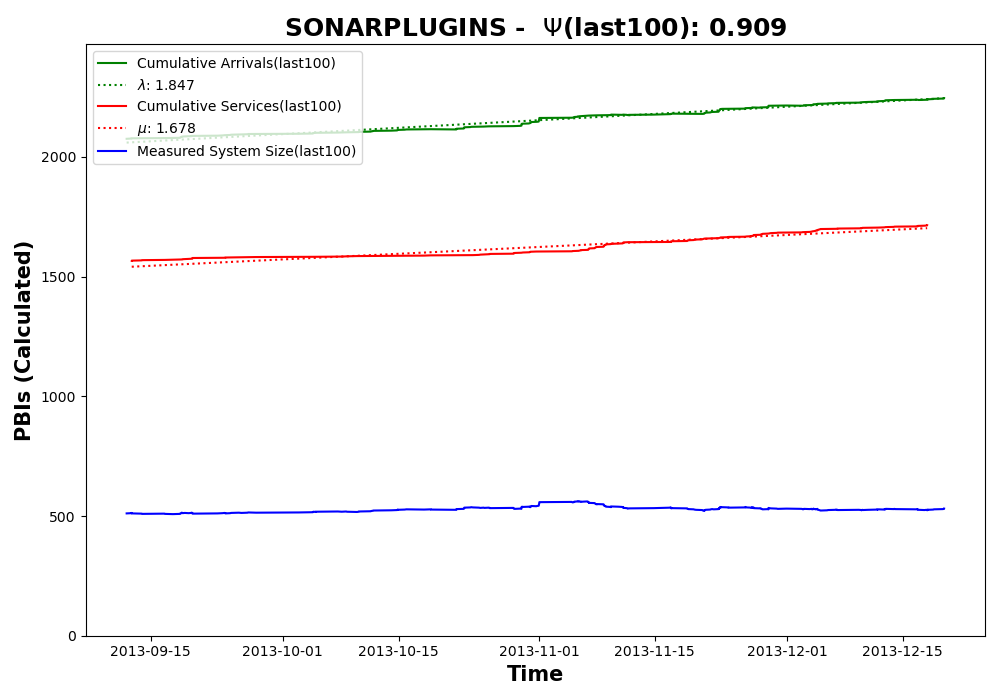 SONARPLUGINS - Ψ(last100): 0.909
Cumulative Arrivals(last100)
λ: 1.847
Cumulative Services(last100)
μ: 1.678
Measured System Size(last100)
PBIs (Calculated)
2000
1500
1000
500
0
2013-09-15 2013-10-01 2013-10-15 2013-11-01 2013-11-15 2013-12-01 2013-12-15
Time